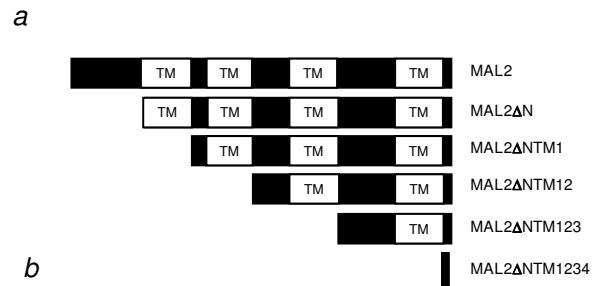 a
TM TM TM TM MAL2
TM TM TM TM MAL2ΔN
TM TM TM MAL2ΔNTM1
TM TM MAL2ΔNTM12
TM MAL2ΔNTM123
b MAL2ΔNTM1234